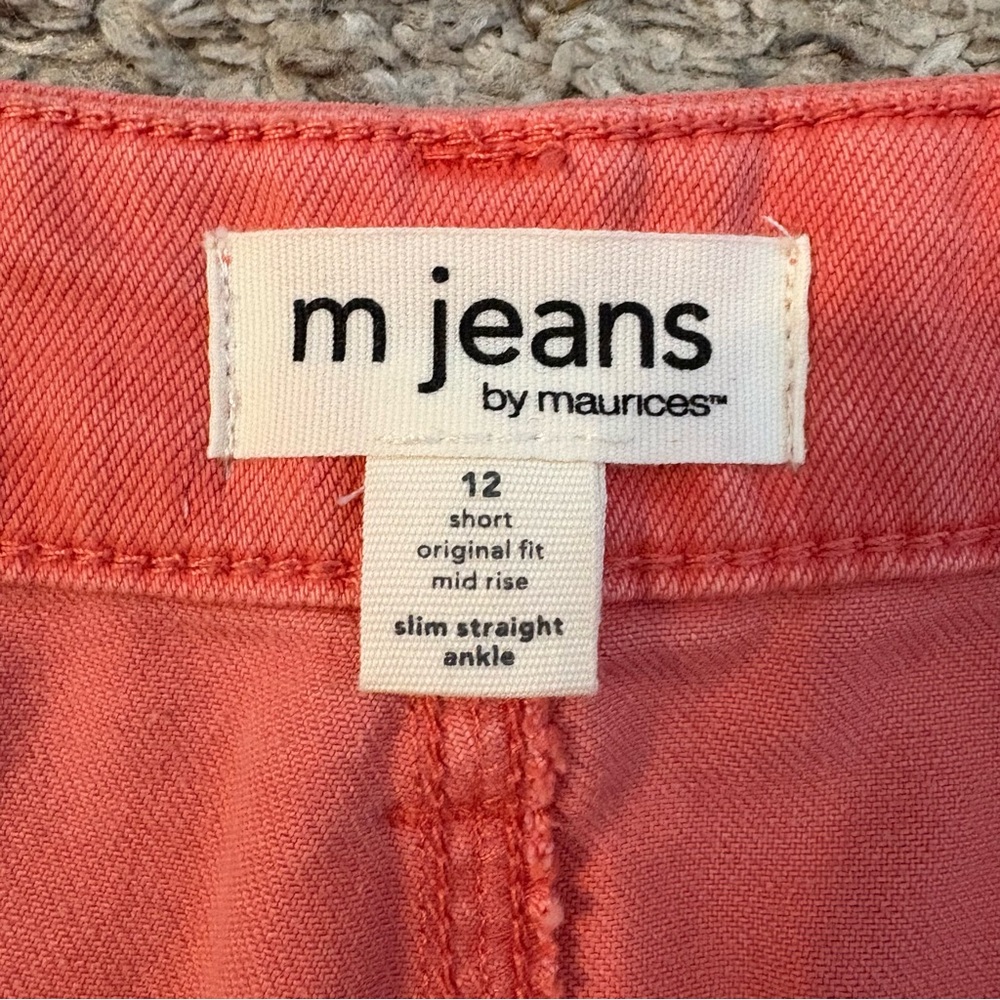 m jeans
by maurices™
12
short
original fit
mid rise
slim straight
ankle